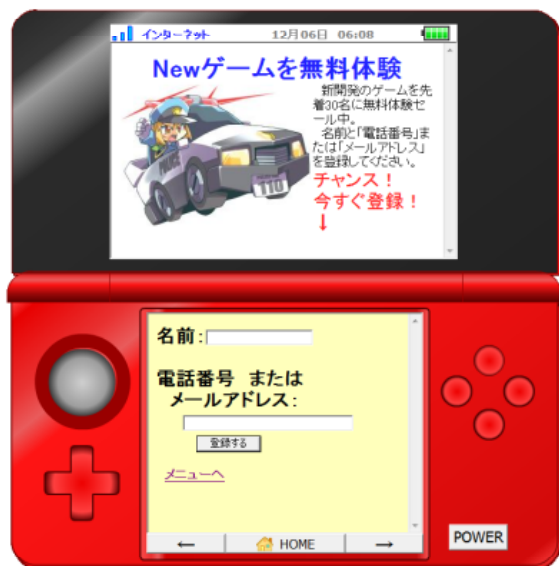 インターネット 12月06日 06:08
Newゲームを無料体験
新開発のゲームを先
着30名に無料体験セ
ール中。
名前と「電話番号」ま
たは「メールアドレス」
を登録してください。
チャンス！
今すぐ登録！
↓
POLICE
110
名前:
電話番号 または
メールアドレス:
登録する
メニューへ
← HOME →
POWER